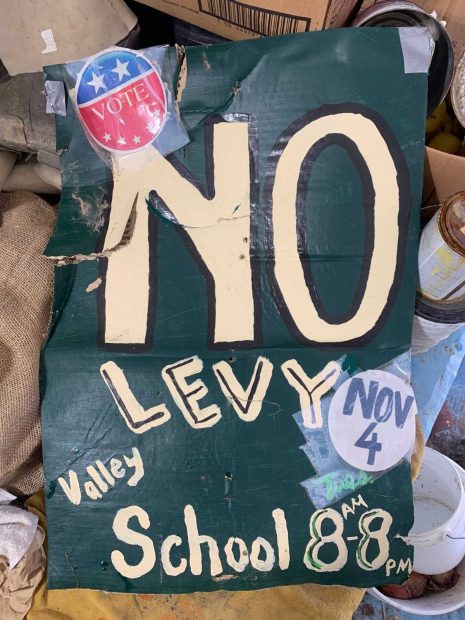 VOTE
NO
LEVY
NOV
4
Tues.
Valley
School 8AM-8PM